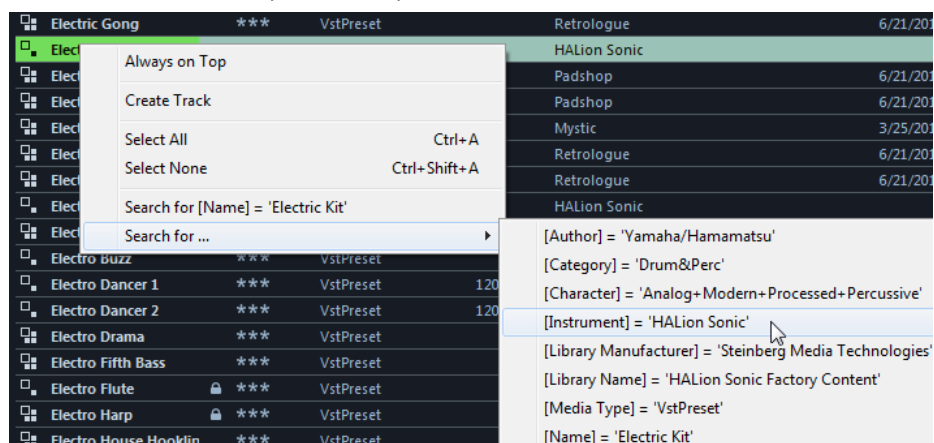 Electric Gong *** VstPreset Retrologue 6/21/201
Elect HALion Sonic
Always on Top
Elect Padshop 6/21/201
Create Track
Elect Padshop 6/21/201
Elect Mystic 3/25/201
Select All Ctrl+A
Elect Retrologue 6/21/201
Select None Ctrl+Shift+A
Elect Retrologue 6/21/201
Elect HALion Sonic
Search for [Name] = 'Electric Kit'
Elect
Search for ...
[Author] = 'Yamaha/Hamamatsu'
Electro Buzz *** VstPreset
[Category] = 'Drum&Perc'
Electro Dancer 1 *** VstPreset 120
[Character] = 'Analog+Modern+Processed+Percussive'
Electro Dancer 2 *** VstPreset 120
[Instrument] = 'HALion Sonic'
Electro Drama *** VstPreset
[Library Manufacturer] = 'Steinberg Media Technologies'
Electro Fifth Bass *** VstPreset
[Library Name] = 'HALion Sonic Factory Content'
Electro Flute *** VstPreset
[Media Type] = 'VstPreset'
Electro Harp *** VstPreset
[Name] = 'Electric Kit'
Electro House Hooklin *** VstPreset